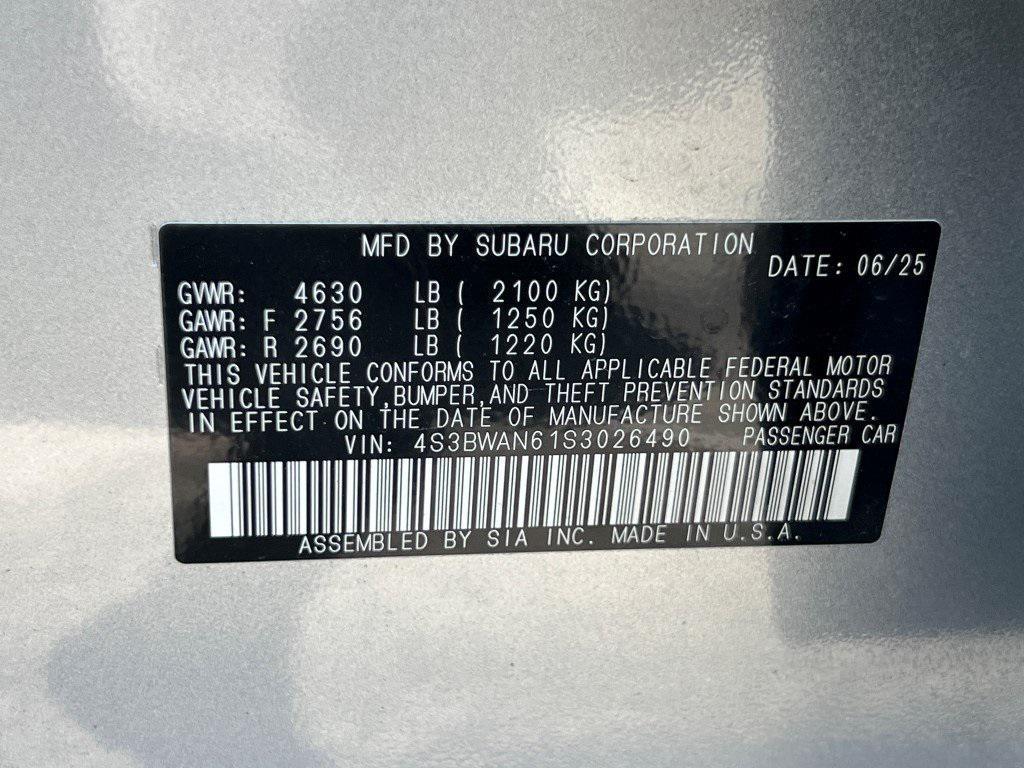 MFD BY SUBARU CORPORATION
DATE: 06/25
GVWR: 4630 LB ( 2100 KG)
GAWR: F 2756 LB ( 1250 KG)
GAWR: R 2690 LB ( 1220 KG)
THIS VEHICLE CONFORMS TO ALL APPLICABLE FEDERAL MOTOR
VEHICLE SAFETY,BUMPER,AND THEFT PREVENTION STANDARDS
IN EFFECT ON THE DATE OF MANUFACTURE SHOWN ABOVE.
VIN: 4S3BWAN61S3026490 PASSENGER CAR
ASSEMBLED BY SIA INC. MADE IN U.S.A.